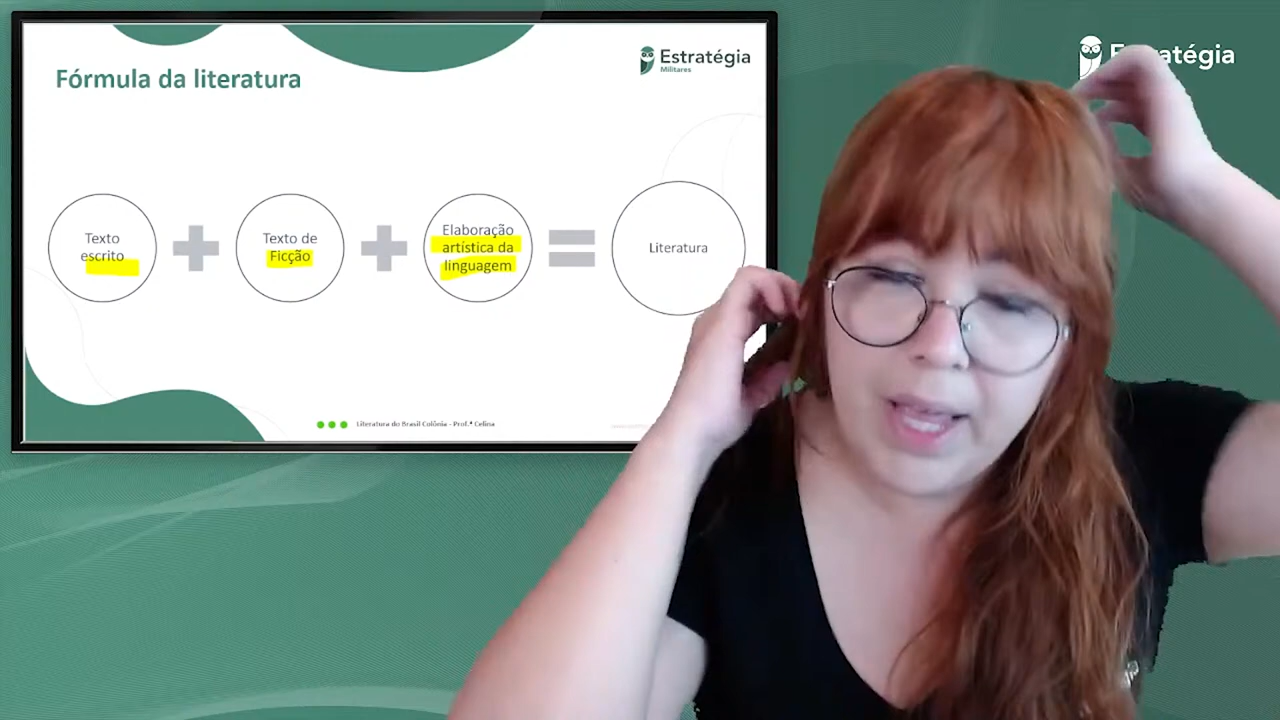 Fórmula da literatura
Estratégia
Militares
Texto
escrito
Texto de
Ficção
Elaboração
artística da
linguagem
Literatura
Literatura do Brasil Colônia - Prof.ª Celina
atégia